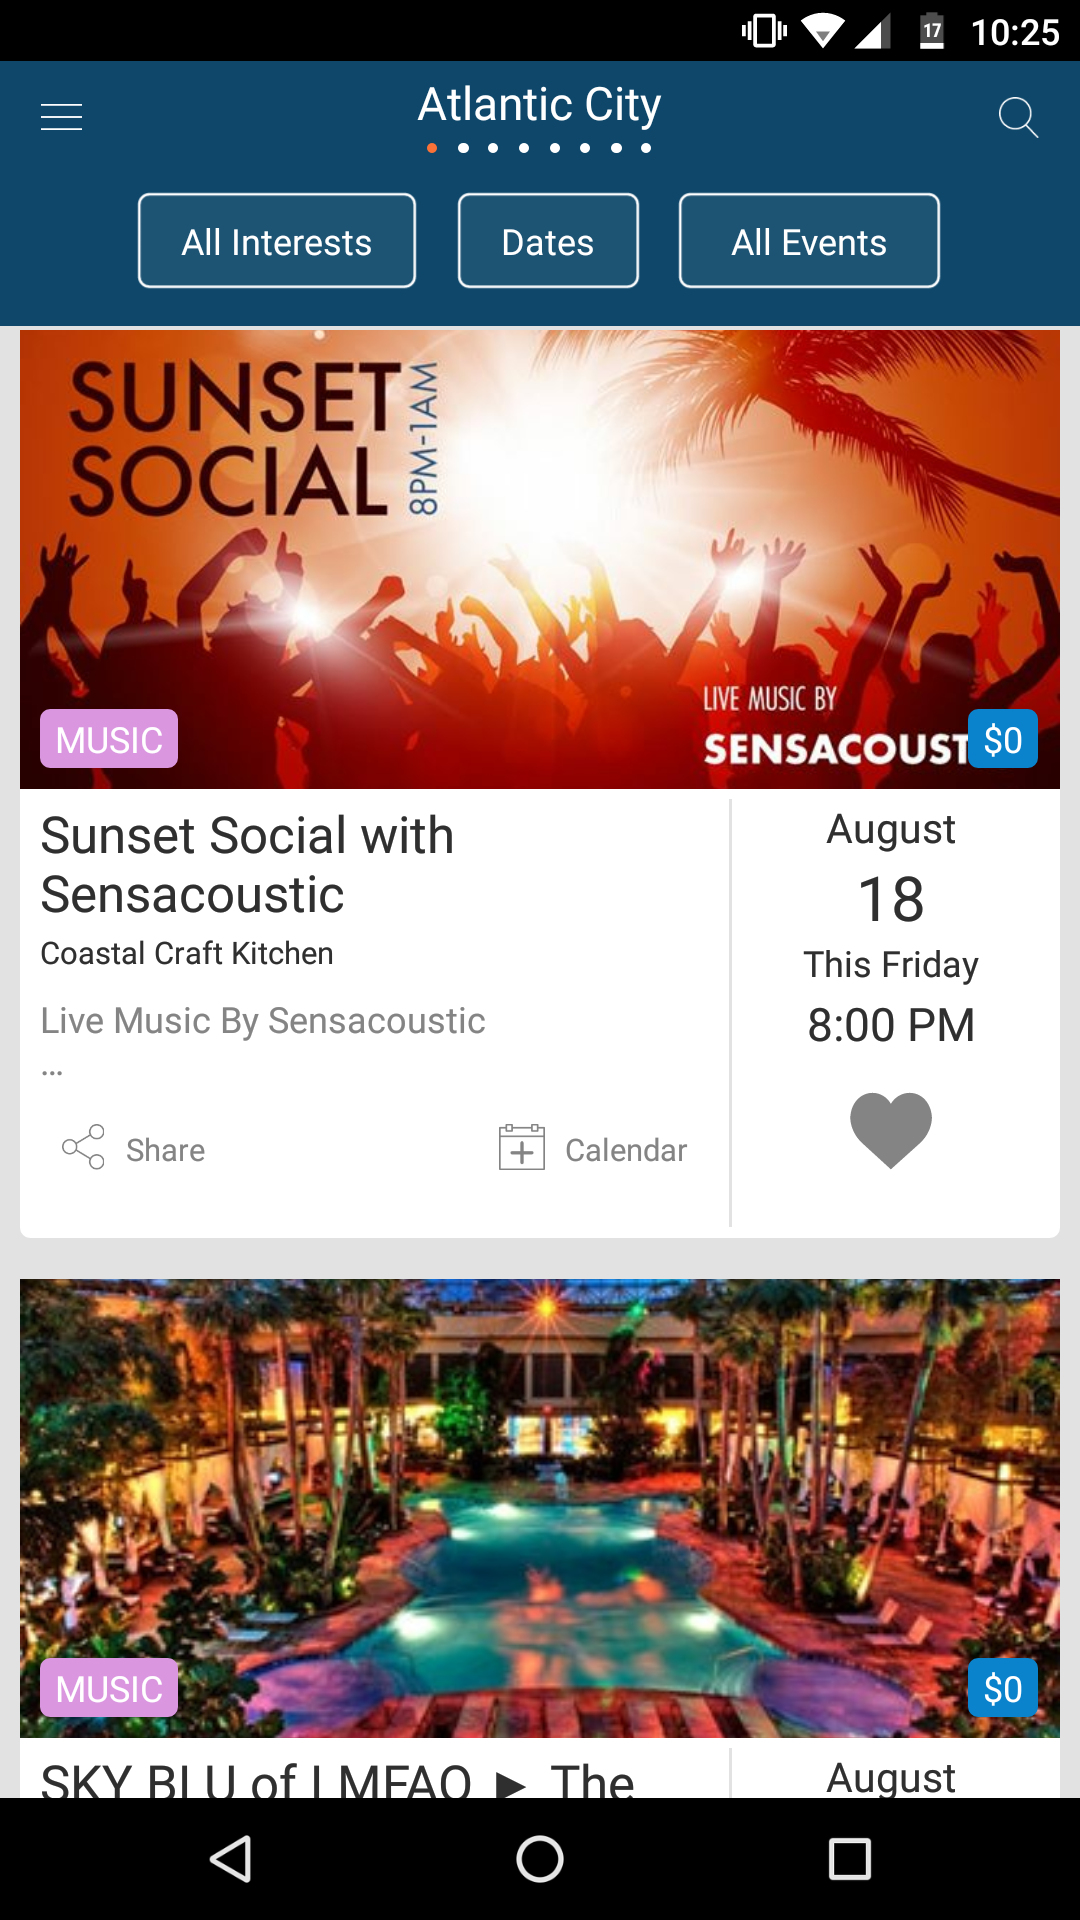 17 10:25
Atlantic City
All Interests Dates All Events
SUNSET
SOCIAL
8PM-1AM
LIVE MUSIC BY
SENSACOUST
MUSIC $0
Sunset Social with
Sensacoustic
Coastal Craft Kitchen
Live Music By Sensacoustic
...
Share Calendar
August
18
This Friday
8:00 PM
MUSIC $0
SKY BLU of LMFAO ► The
August